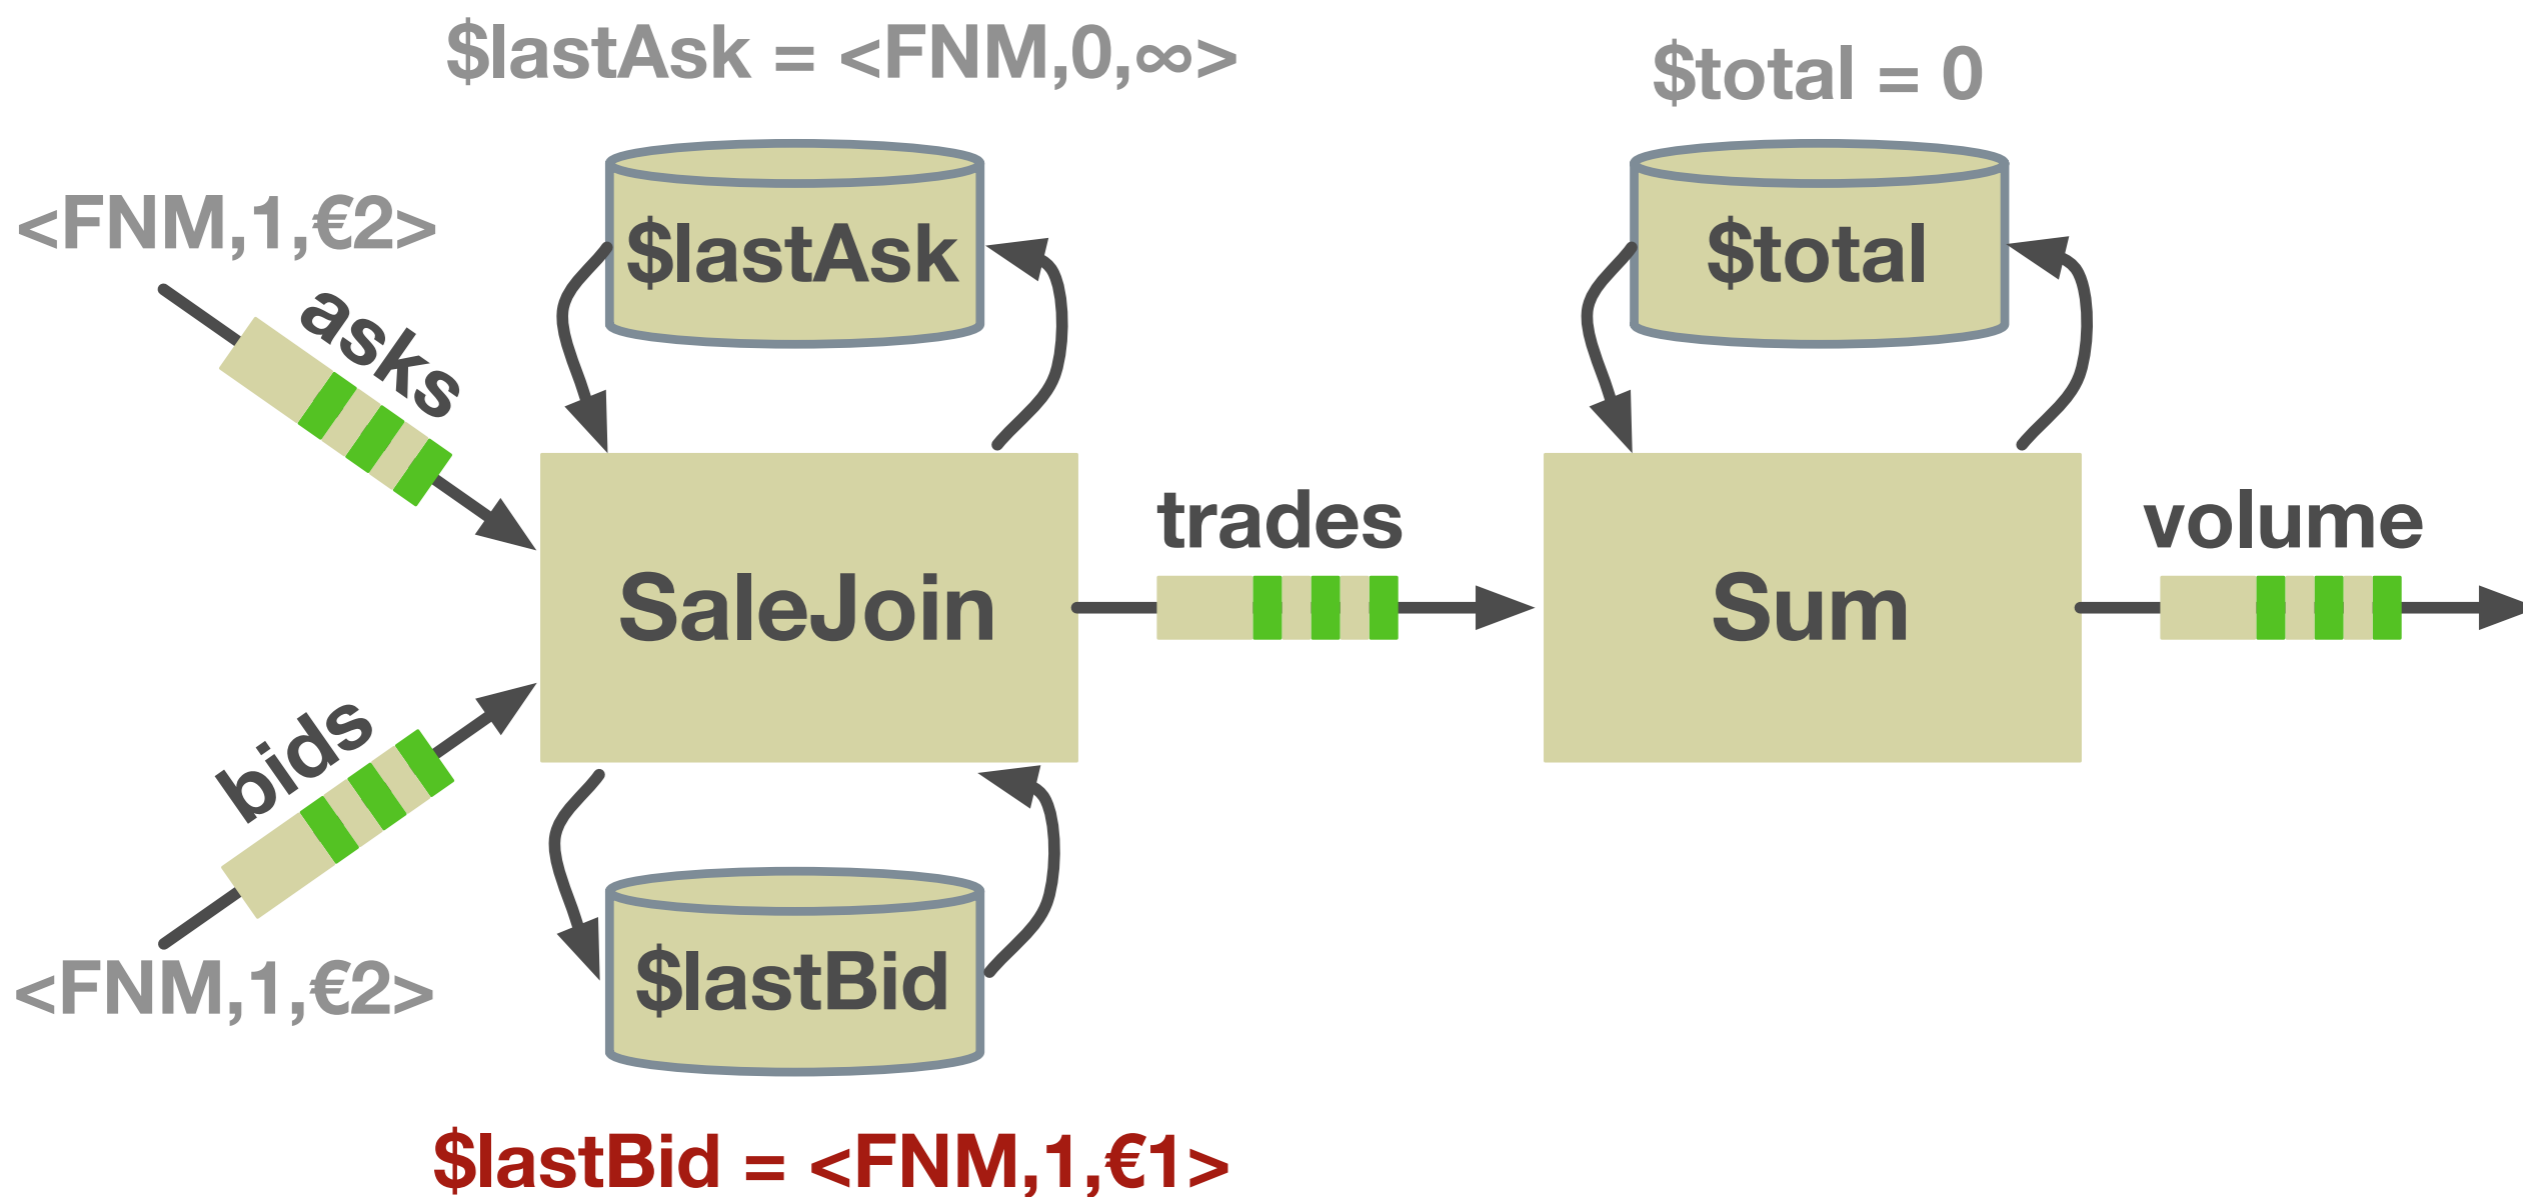 $lastAsk = <FNM,0,∞>
$total = 0
<FNM,1,€2>
$lastAsk
$total
asks
SaleJoin
trades
Sum
volume
bids
<FNM,1,€2>
$lastBid
$lastBid = <FNM,1,€1>